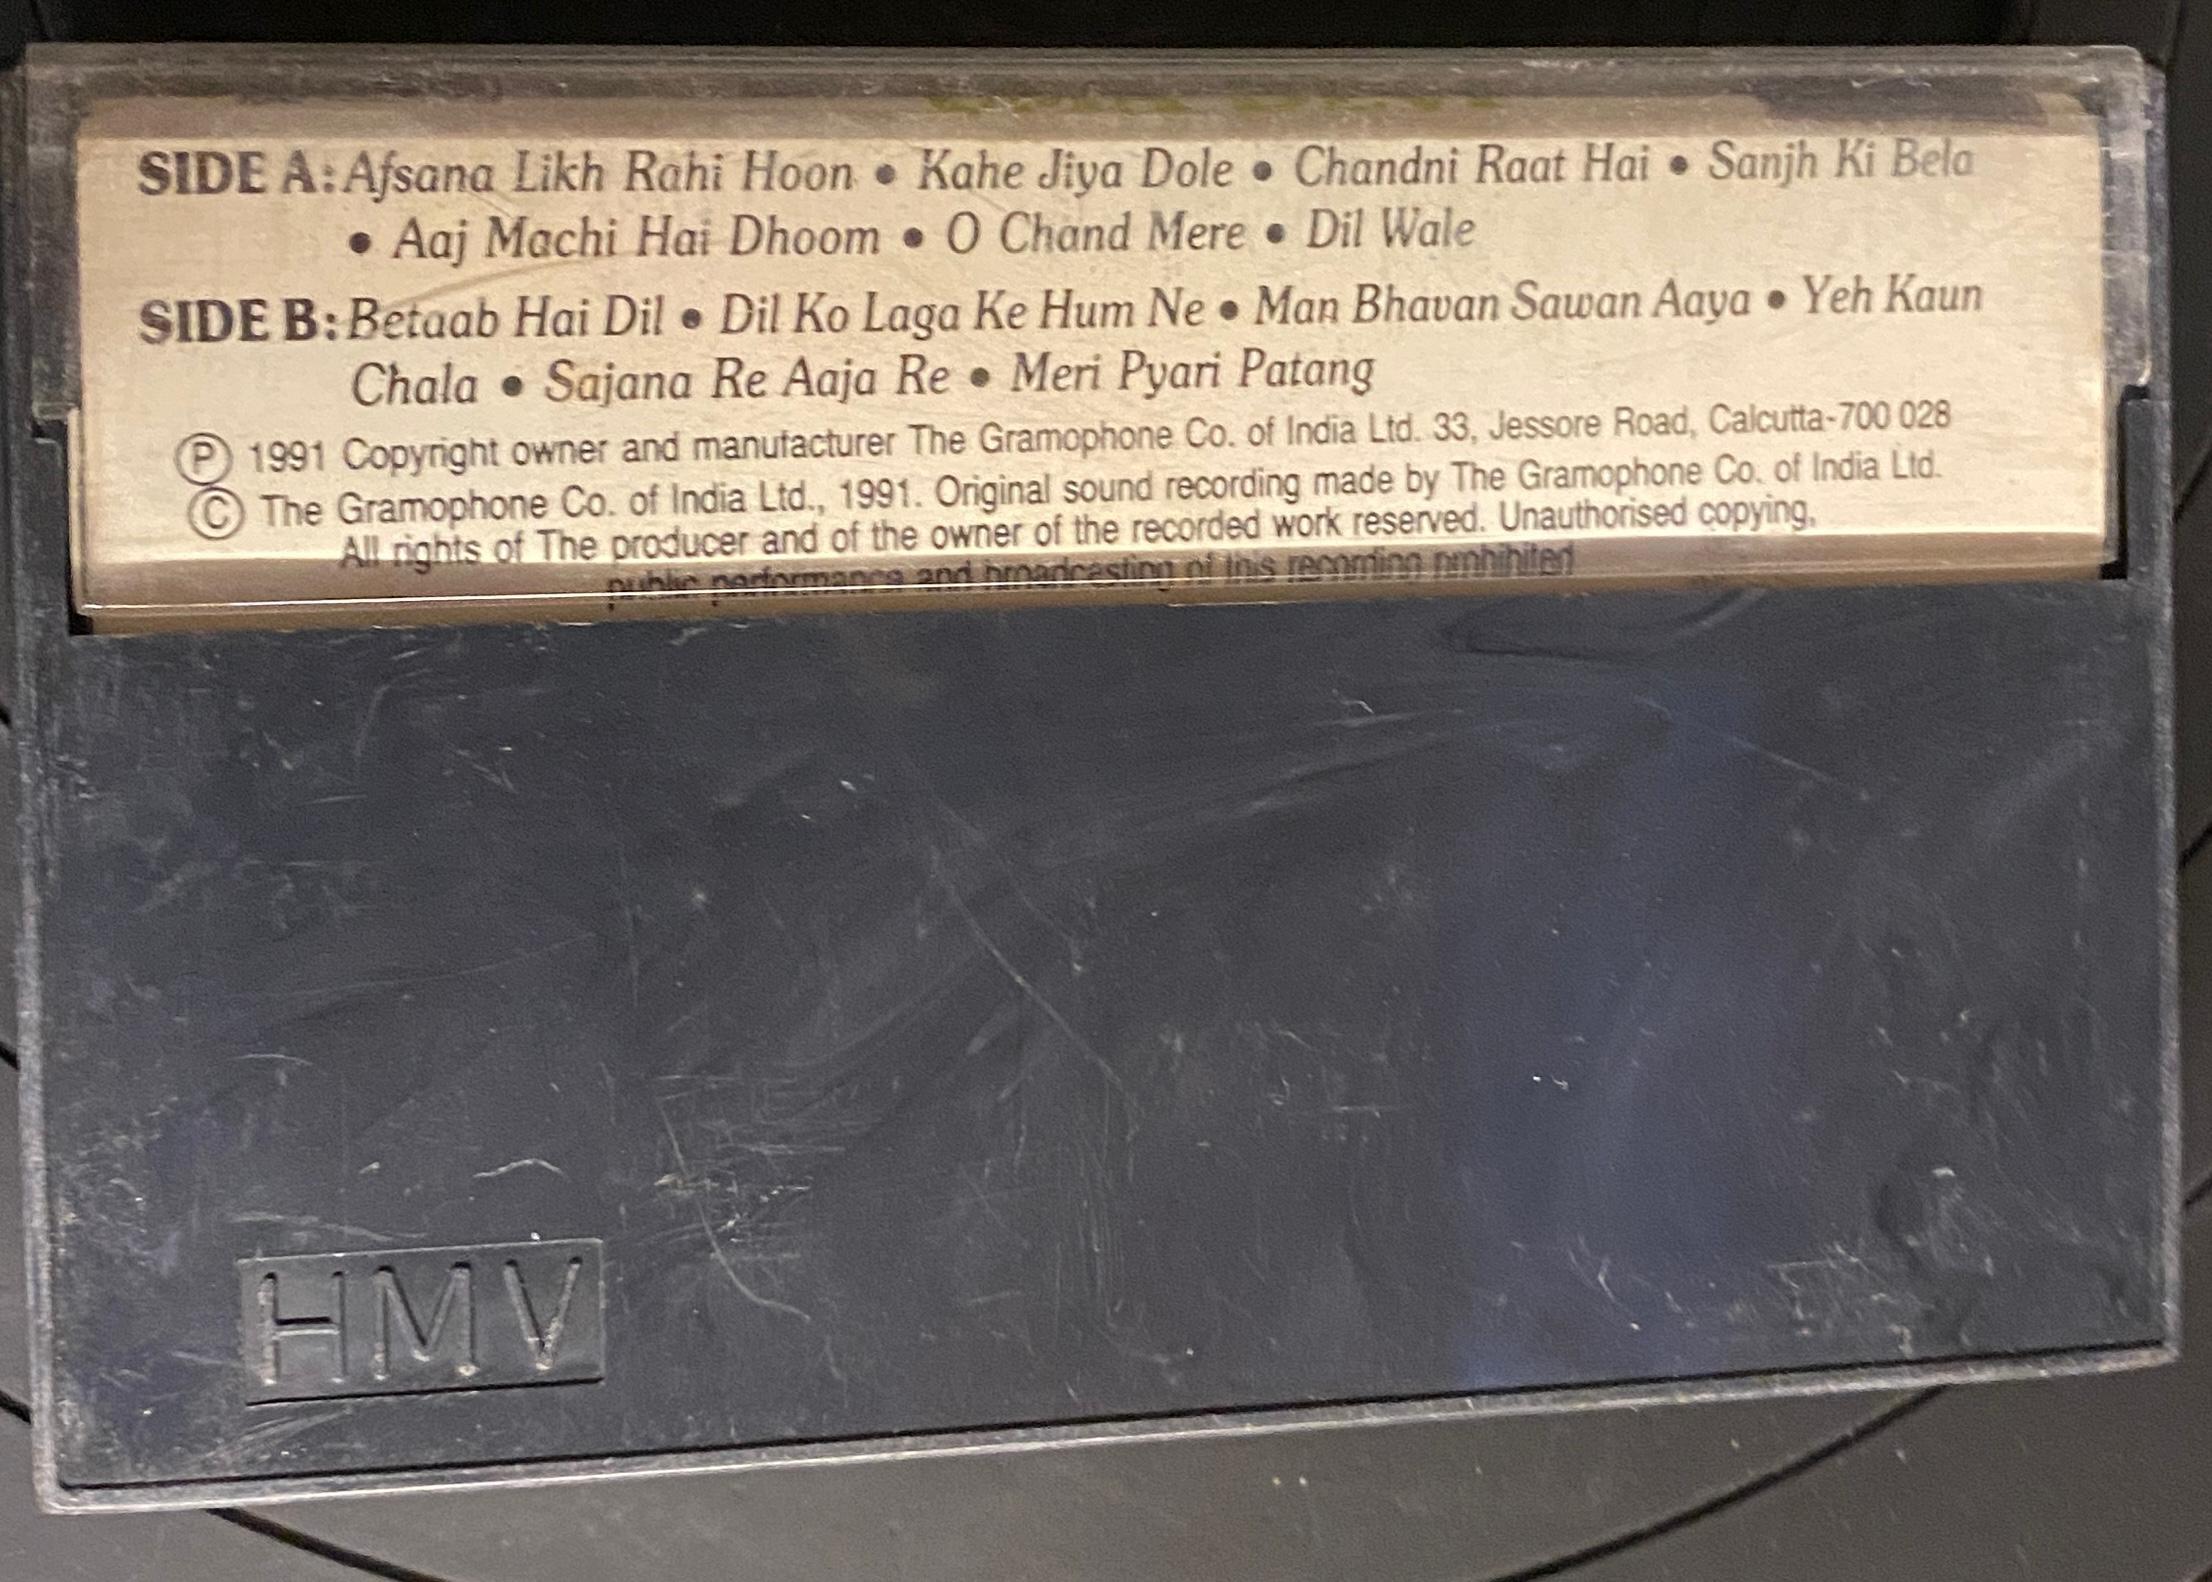 SIDE A: Afsana Likh Rahi Hoon • Kahe Jiya Dole • Chandni Raat Hai • Sanjh Ki Bela
• Aaj Machi Hai Dhoom • O Chand Mere • Dil Wale
SIDE B: Betaab Hai Dil • Dil Ko Laga Ke Hum Ne • Man Bhavan Sawan Aaya • Yeh Kaun
Chala • Sajana Re Aaja Re • Meri Pyari Patang
Ⓟ 1991 Copyright owner and manufacturer The Gramophone Co. of India Ltd. 33, Jessore Road, Calcutta-700 028
© The Gramophone Co. of India Ltd., 1991. Original sound recording made by The Gramophone Co. of India Ltd.
All rights of The producer and of the owner of the recorded work reserved. Unauthorised copying,
public performance and broadcasting of this recording prohibited
HMV